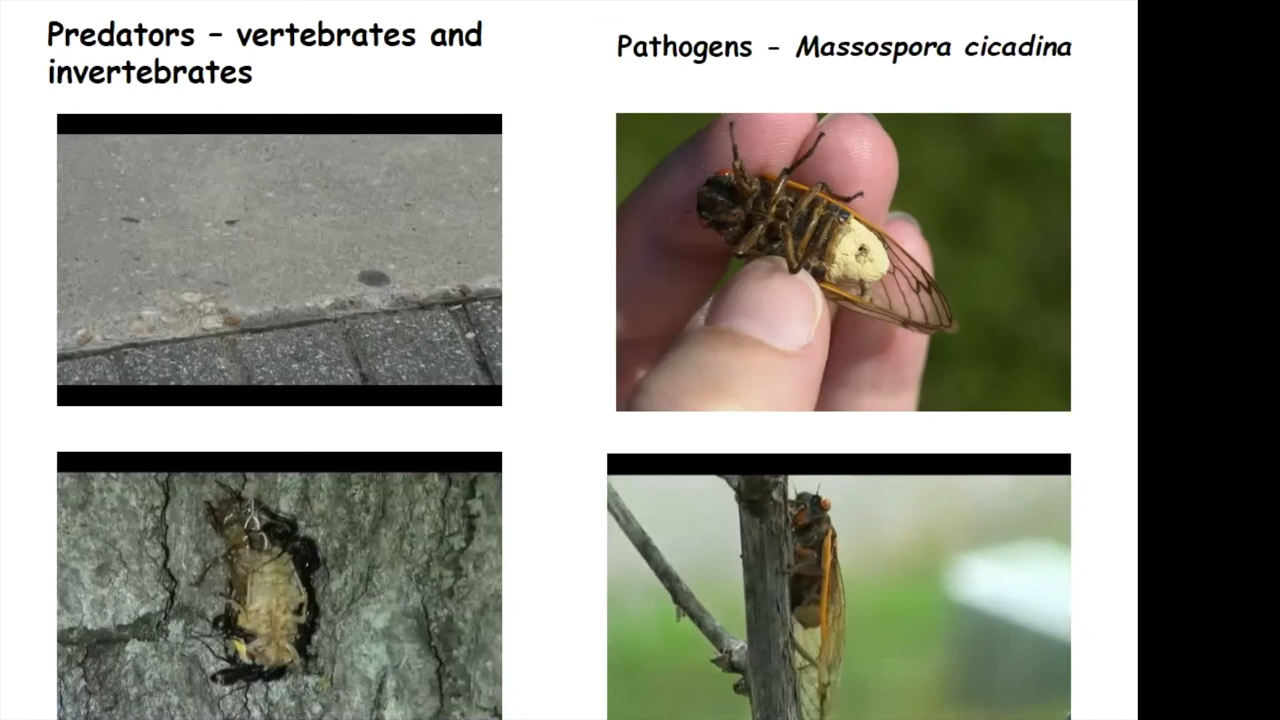 Predators – vertebrates and
invertebrates
Pathogens - Massospora cicadina